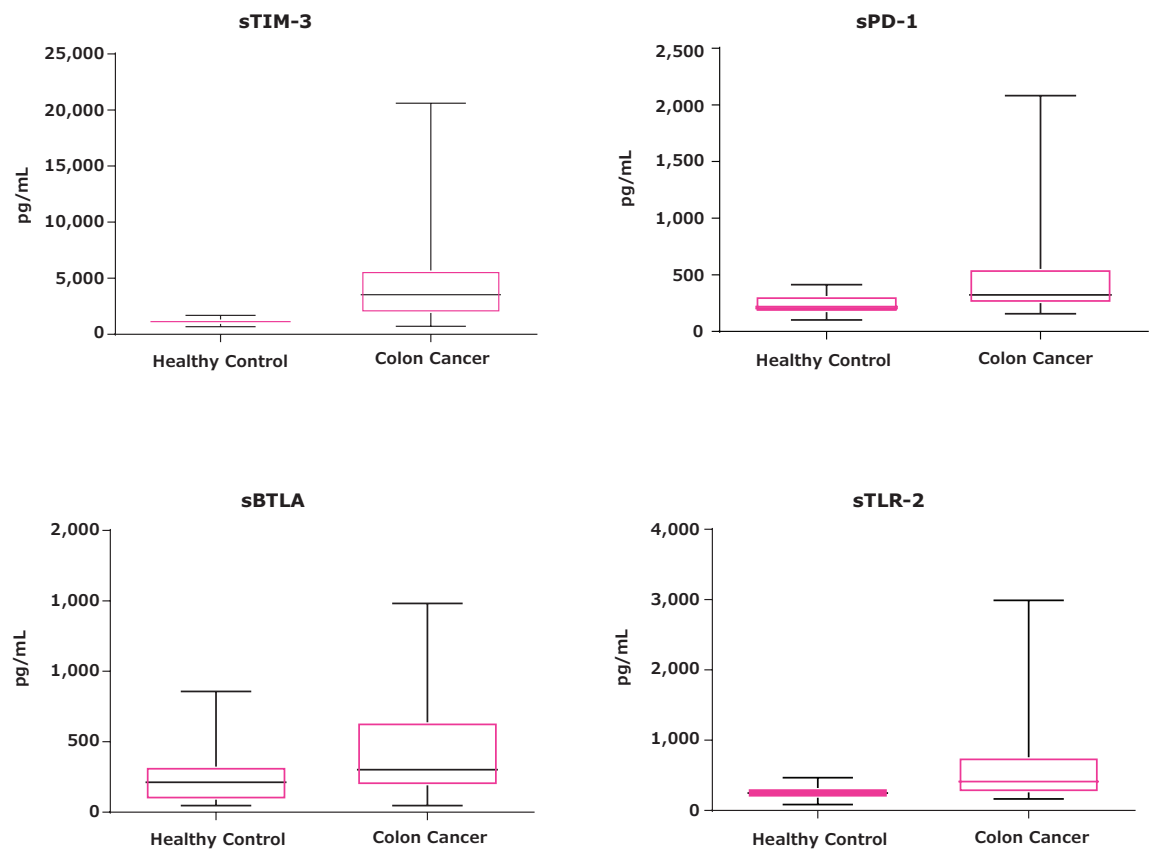 sTIM-3
25,000
20,000
15,000
10,000
5,000
0
pg/mL
Healthy Control
Colon Cancer
sPD-1
2,500
2,000
1,500
1,000
500
0
pg/mL
Healthy Control
Colon Cancer
sBTLA
2,000
1,000
1,000
500
0
pg/mL
Healthy Control
Colon Cancer
sTLR-2
4,000
3,000
2,000
1,000
0
pg/mL
Healthy Control
Colon Cancer